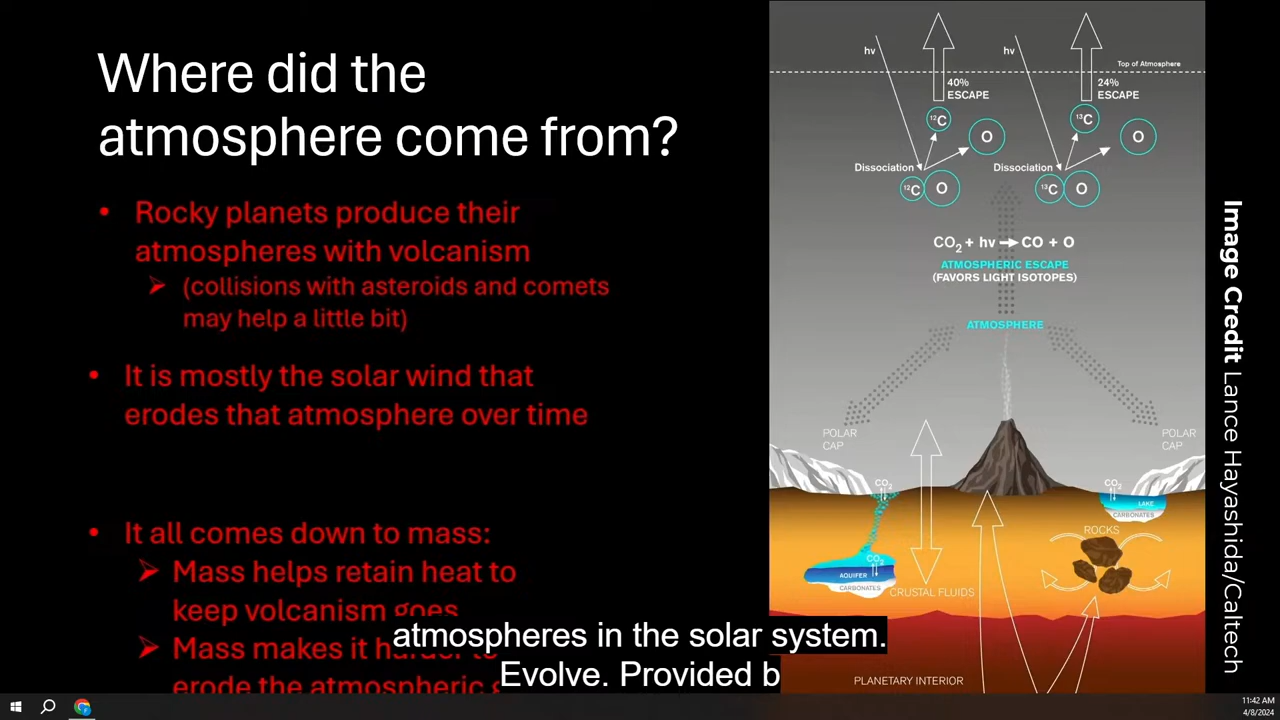 Where did the
atmosphere come from?
• Rocky planets produce their
atmospheres with volcanism
➢ (collisions with asteroids and comets
may help a little bit)
• It is mostly the solar wind that
erodes that atmosphere over time
• It all comes down to mass:
➢ Mass helps retain heat to
keep volcanism goes
➢ Mass makes it harder to
erode the atmospheric
atmospheres in the solar system.
Evolve. Provided b
hν
hν
Top of Atmosphere
40%
ESCAPE
24%
ESCAPE
¹²C
O
¹³C
O
Dissociation
Dissociation
¹²C O
¹³C O
CO₂ + hν → CO + O
ATMOSPHERIC ESCAPE
(FAVORS LIGHT ISOTOPES)
ATMOSPHERE
POLAR
CAP
POLAR
CAP
CO₂
CO₂
LAKE
CARBONATES
ROCKS
CO₂
AQUIFER
CARBONATES
CRUSTAL FLUIDS
PLANETARY INTERIOR
Image Credit Lance Hayashida/Caltech
11:42 AM
4/8/2024